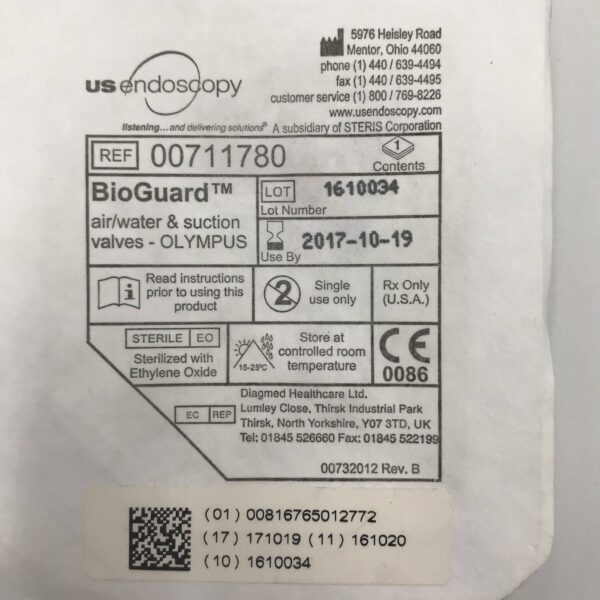 us endoscopy
listening...and delivering solutions® A subsidiary of STERIS Corporation
5976 Heisley Road
Mentor, Ohio 44060
phone (1) 440 / 639-4494
fax (1) 440 / 639-4495
customer service (1) 800 / 769-8226
www.usendoscopy.com
REF 00711780
1
Contents
BioGuard™
air/water & suction
valves - OLYMPUS
LOT 1610034
Lot Number
2017-10-19
Use By
Read instructions
prior to using this
product
2
Single
use only
Rx Only
(U.S.A.)
STERILE EO
Sterilized with
Ethylene Oxide
15-25°C
Store at
controlled room
temperature
CE
0086
EC REP
Diagmed Healthcare Ltd.
Lumley Close, Thirsk Industrial Park
Thirsk, North Yorkshire, Y07 3TD, UK
Tel: 01845 526660 Fax: 01845 522199
00732012 Rev. B
(01) 00816765012772
(17) 171019 (11) 161020
(10) 1610034